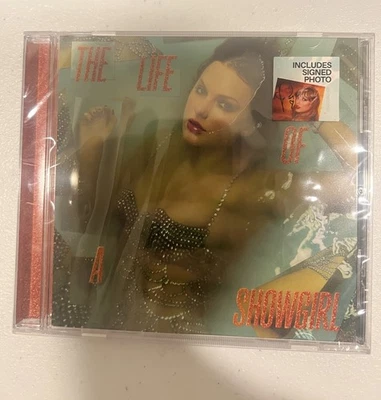 THE LIFE
OF
A
SHOWGIRL
INCLUDES
SIGNED
PHOTO